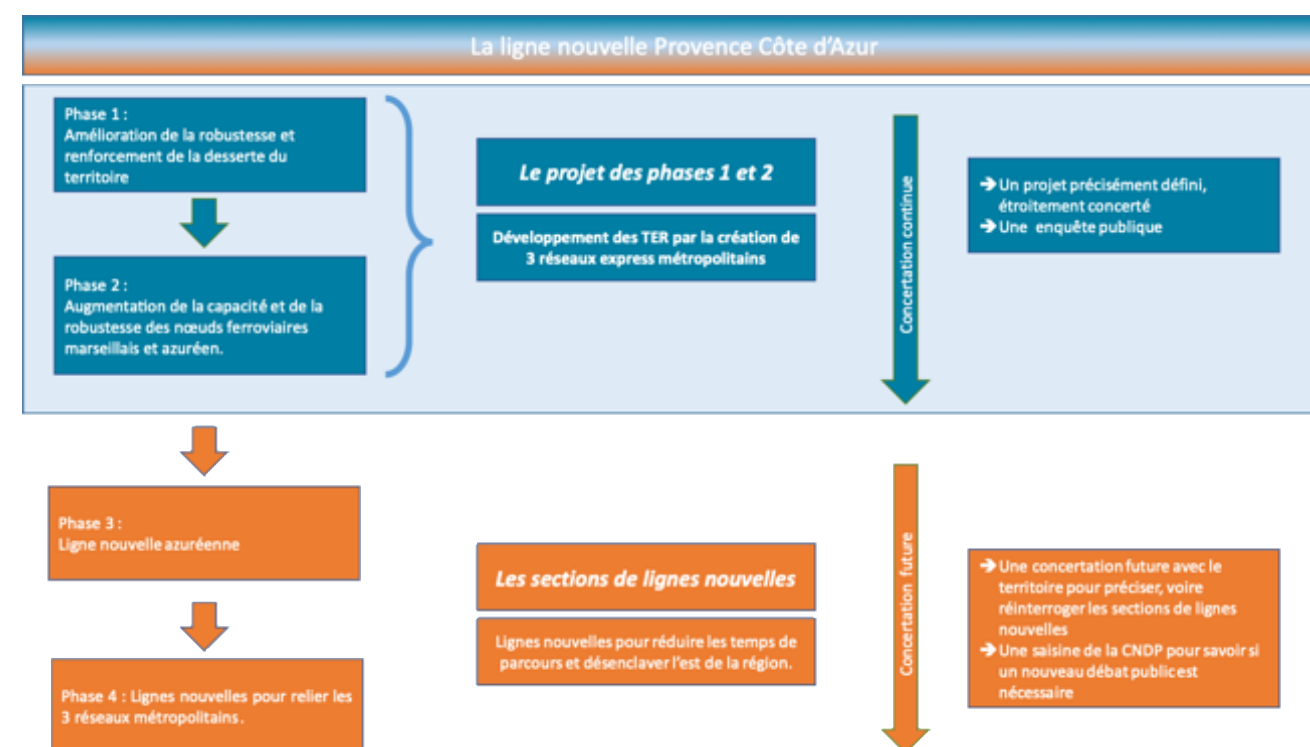 La ligne nouvelle Provence Côte d'Azur
Phase 1 :
Amélioration de la robustesse et
renforcement de la desserte du
territoire
Phase 2 :
Augmentation de la capacité et de la
robustesse des nœuds ferroviaires
marseillais et azuréen.
Le projet des phases 1 et 2
Développement des TER par la création de
3 réseaux express métropolitains
Concertation continue
➔ Un projet précisément défini,
étroitement concerté
➔ Une enquête publique
Phase 3 :
Ligne nouvelle azuréenne
Phase 4 : Lignes nouvelles pour relier les
3 réseaux métropolitains.
Les sections de lignes nouvelles
Lignes nouvelles pour réduire les temps de
parcours et désenclaver l'est de la région.
Concertation future
➔ Une concertation future avec le
territoire pour préciser, voire
réinterroger les sections de lignes
nouvelles
➔ Une saisine de la CNDP pour savoir si
un nouveau débat public est
nécessaire